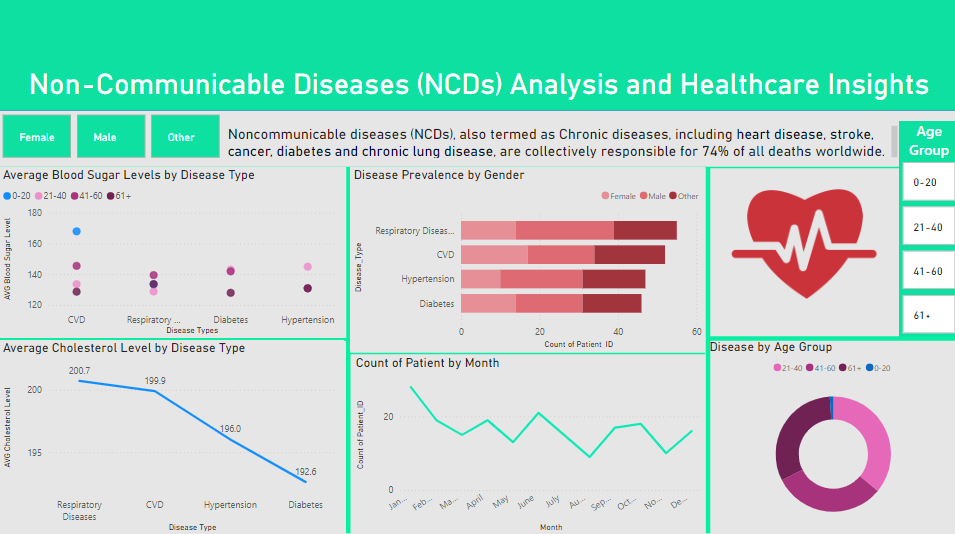 Non-Communicable Diseases (NCDs) Analysis and Healthcare Insights
Female
Male
Other
Noncommunicable diseases (NCDs), also termed as Chronic diseases, including heart disease, stroke,
cancer, diabetes and chronic lung disease, are collectively responsible for 74% of all deaths worldwide.
Age
Group
0-20
21-40
41-60
61+
Average Blood Sugar Levels by Disease Type
0-20 21-40 41-60 61+
AVG Blood Sugar Level
180
160
140
120
CVD
Respiratory ...
Diabetes
Hypertension
Disease Types
Disease Prevalence by Gender
Female Male Other
Disease_Type
Respiratory Diseas...
CVD
Hypertension
Diabetes
0 20 40 60
Count of Patient_ID
Average Cholesterol Level by Disease Type
AVG Cholesterol Level
200
195
200.7
199.9
196.0
192.6
Respiratory
Diseases
CVD
Hypertension
Diabetes
Disease Type
Count of Patient by Month
Count of Patient_ID
20
0
Jan...
Feb...
Ma...
April
May
June
July
Au...
Sep...
Oct...
No...
De...
Month
Disease by Age Group
21-40 41-60 61+ 0-20